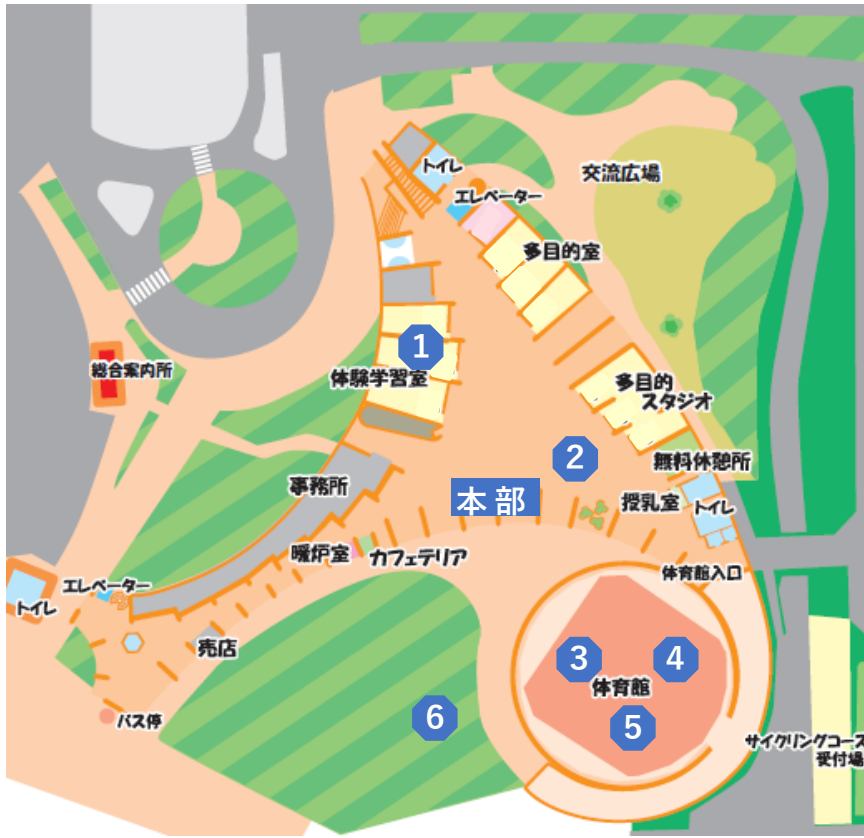 トイレ
エレベーター
交流広場
多目的室
1
総合案内所
体験学習室
多目的
スタジオ
2
無料休憩所
事務所
本部
授乳室
トイレ
暖炉室
カフェテリア
体育館入口
エレベーター
トイレ
売店
3
4
体育館
6
5
バス停
サイクリングコース
受付場